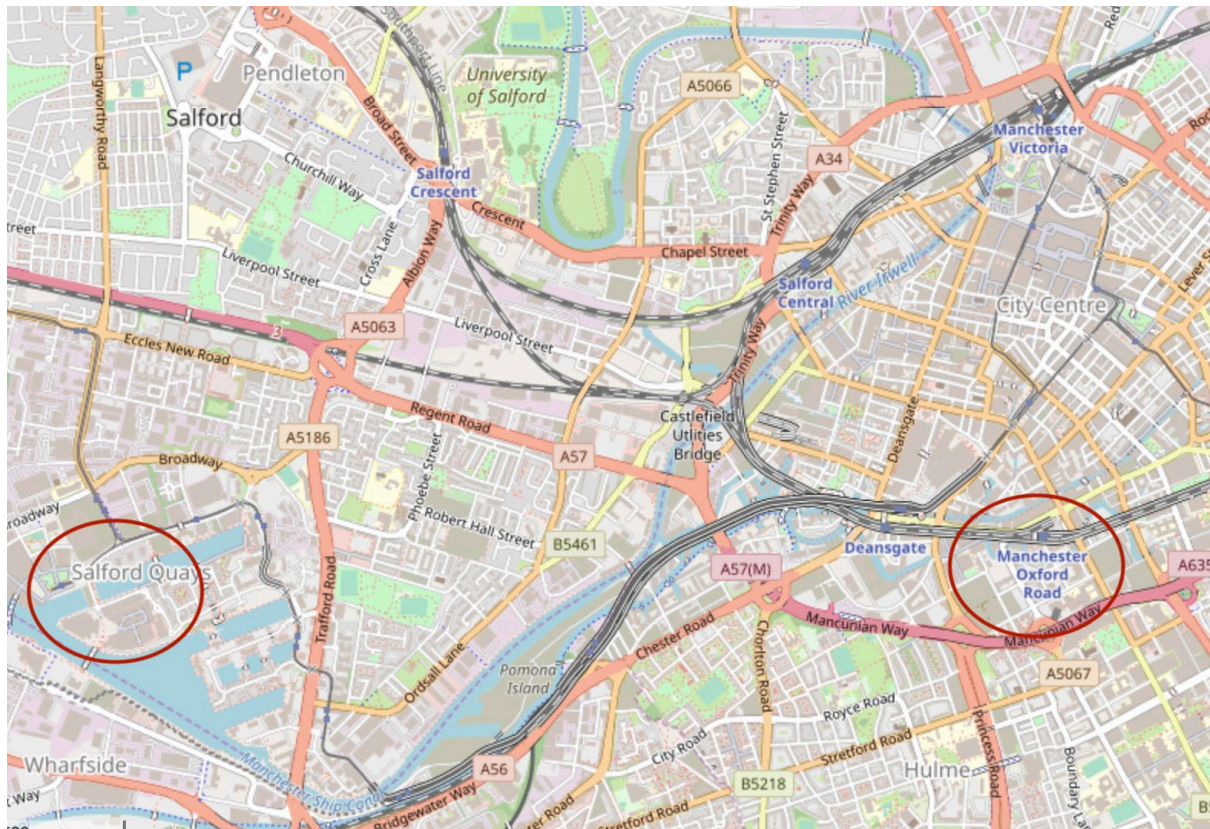 Pendleton
Salford
P
Langworthy Road
Southport Line
Broad Street
University
of Salford
A5066
Churchill Way
Salford
Crescent
Crescent
Cross Lane
Albion Way
Liverpool Street
A34
St Stephen Street
Trinity Way
Manchester
Victoria
Chapel Street
Salford
Central
River Irwell
City Centre
Lever
3
A5063
Liverpool Street
Eccles New Road
Trinity Way
Regent Road
Castlefield
Utlities
Bridge
Deansgate
A5186
Broadway
A57
Phoebe Street
Robert Hall Street
B5461
Broadway
Salford Quays
Deansgate
Manchester
Oxford
Road
A57(M)
A635
Mancunian Way
Mancunian Way
Trafford Road
Ordsall Lane
Pomona
Island
Chester Road
Chorlton Road
A5067
Royce Road
Princess Road
Boundary
City Road
Stretford Road
Wharfside
Manchester Ship
A56
B5218
Hulme
Bridgewater Way
Stretford Road